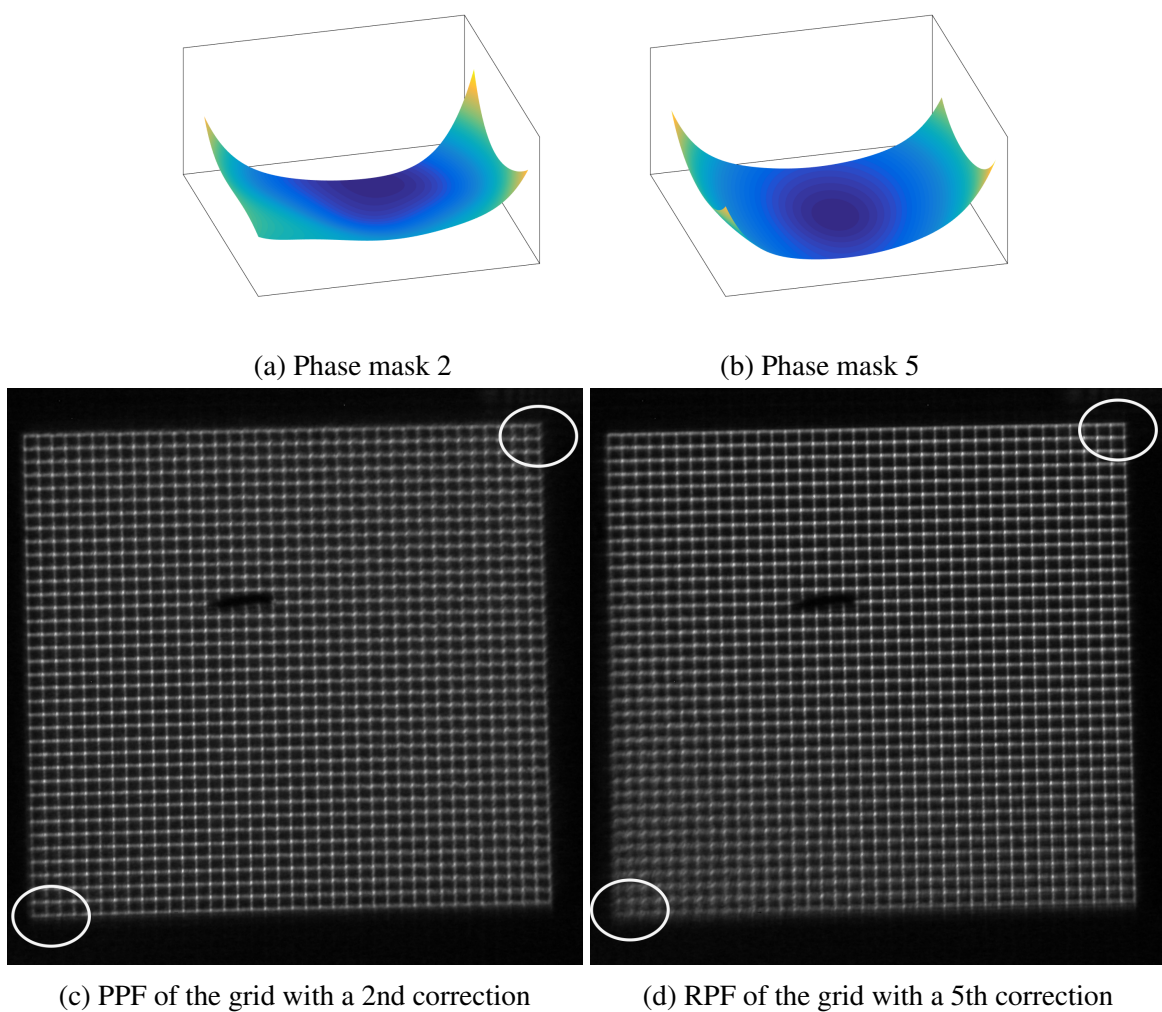 (a) Phase mask 2
(b) Phase mask 5
(c) PPF of the grid with a 2nd correction
(d) RPF of the grid with a 5th correction